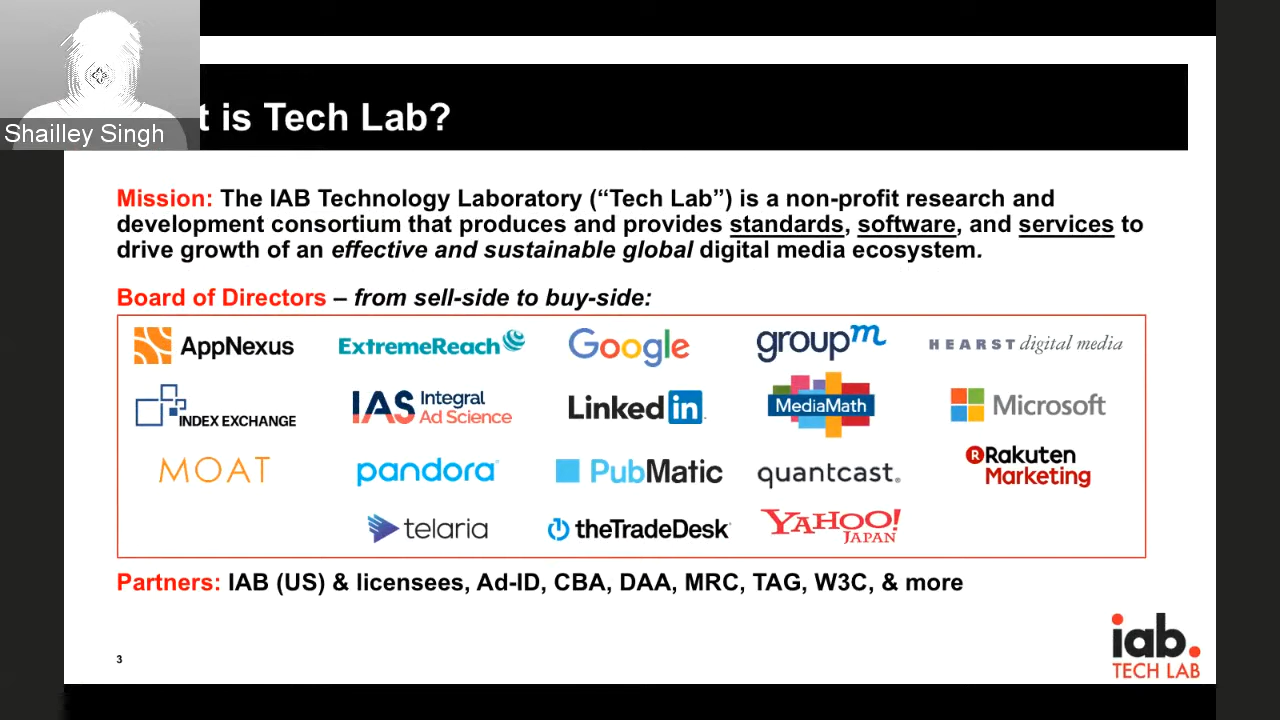 Shailley Singh
t is Tech Lab?
Mission: The IAB Technology Laboratory (“Tech Lab”) is a non-profit research and
development consortium that produces and provides standards, software, and services to
drive growth of an effective and sustainable global digital media ecosystem.
Board of Directors – from sell-side to buy-side:
AppNexus ExtremeReach Google groupm HEARST digital media
INDEX EXCHANGE IAS Integral Ad Science Linked in MediaMath Microsoft
MOAT pandora PubMatic quantcast R Rakuten Marketing
telaria theTradeDesk YAHOO! JAPAN
Partners: IAB (US) & licensees, Ad-ID, CBA, DAA, MRC, TAG, W3C, & more
3
iab.
TECH LAB